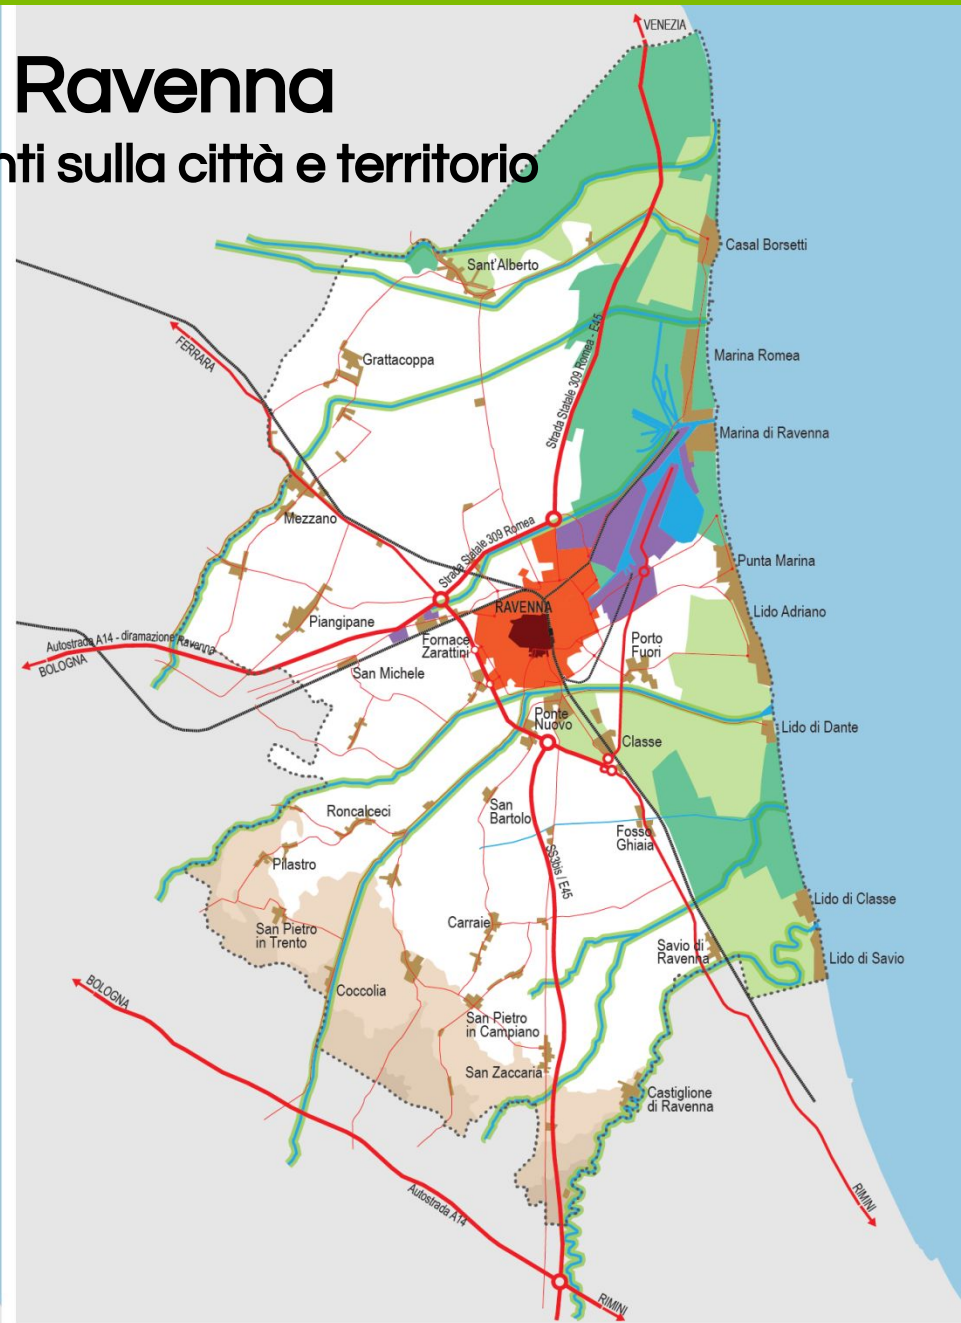 VENEZIA
Ravenna
nti sulla città e territorio
Casal Borsetti
Sant'Alberto
Strada Statale 309 Romea - E45
FERRARA
Grattacoppa
Marina Romea
Marina di Ravenna
Mezzano
Strada Statale 309 Romea
Punta Marina
RAVENNA
Lido Adriano
Piangipane
Autostrada A14 - diramazione Ravenna
BOLOGNA
Fornace
Zarattini
Porto
Fuori
San Michele
Ponte
Nuovo
Lido di Dante
Classe
San
Bartolo
Roncalceci
Fosso
Ghiaia
Pilastro
SS3bis / E45
Lido di Classe
San Pietro
in Trento
Carraie
Savio di
Ravenna
Lido di Savio
BOLOGNA
Coccolia
San Pietro
in Campiano
San Zaccaria
Castiglione
di Ravenna
Autostrada A14
RIMINI
RIMINI